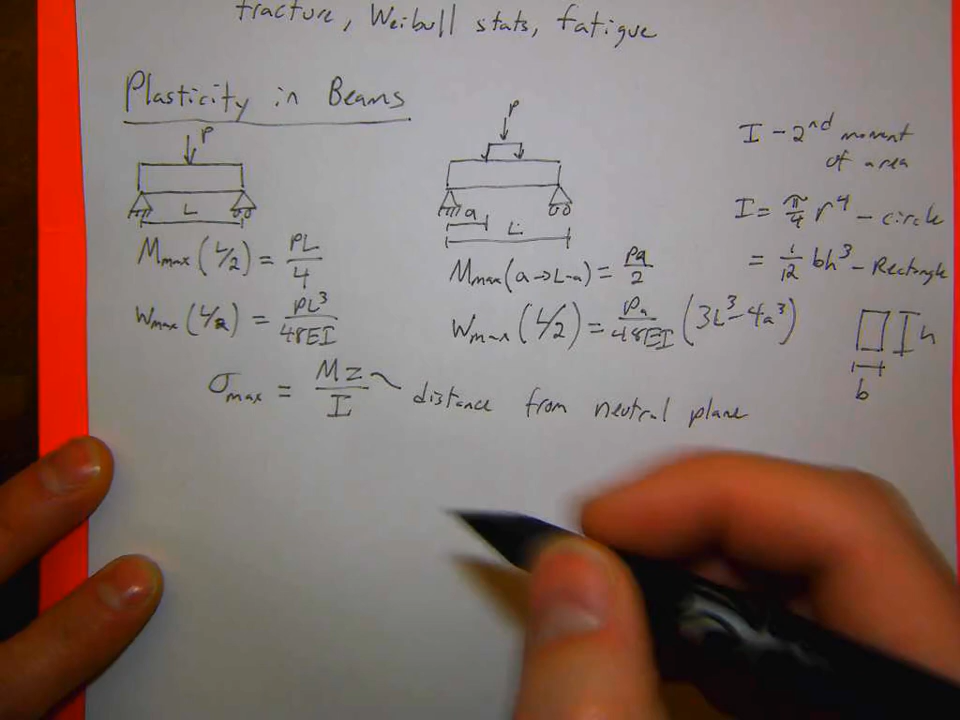 fracture, Weibull stats, fatigue
Plasticity in Beams
P
L
P
a
L
I - 2nd moment
of area
I = π/4 r⁴ - circle
= 1/12 bh³ - Rectangle
h
b
Mmax (L/2) = PL/4
Wmax (L/2) = PL³/48EI
Mmax (a→L-a) = Pa/2
Wmax (L/2) = Pa/48EI (3L³-4a³)
σmax = Mz/I distance from neutral plane